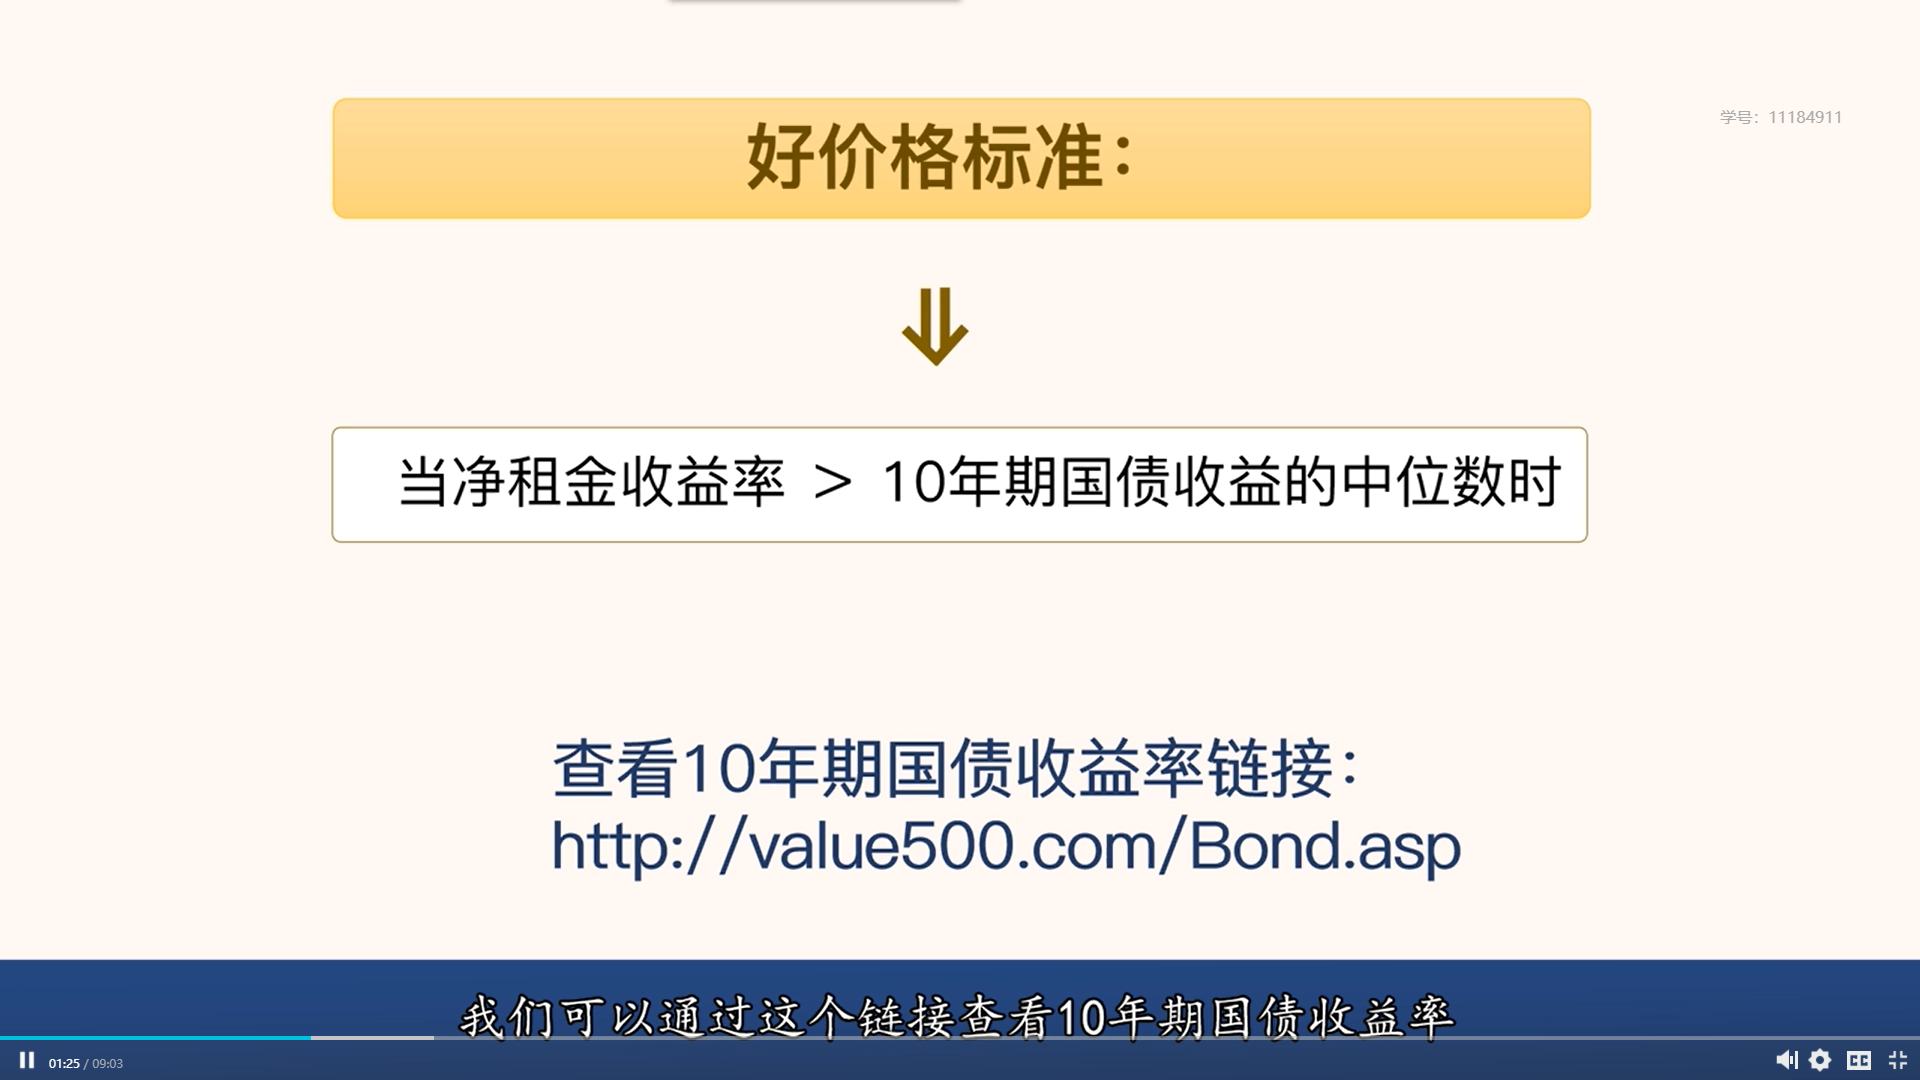 好价格标准：
学号：11184911
当净租金收益率 > 10年期国债收益的中位数时
查看10年期国债收益率链接：
http://value500.com/Bond.asp
我们可以通过这个链接查看10年期国债收益率
01:25 / 09:03
CC